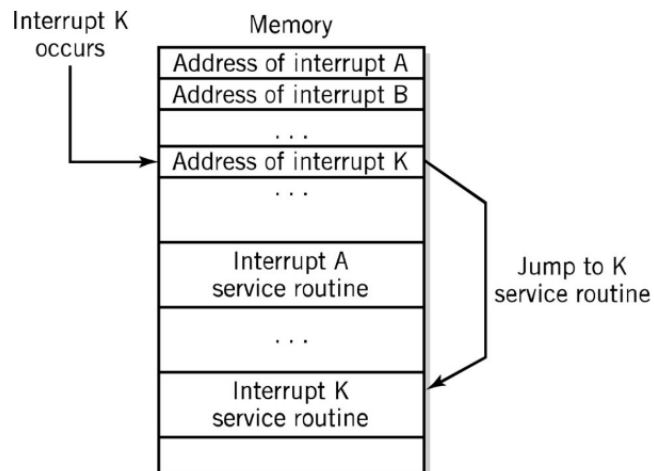 Interrupt K
occurs
Memory
Address of interrupt A
Address of interrupt B
. . .
Address of interrupt K
. . .
Interrupt A
service routine
Jump to K
service routine
. . .
Interrupt K
service routine